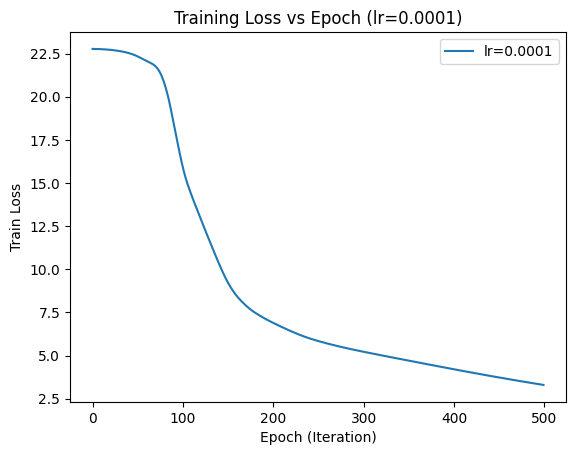 Training Loss vs Epoch (lr=0.0001)
lr=0.0001
22.5
20.0
17.5
15.0
12.5
10.0
7.5
5.0
2.5
Train Loss
0 100 200 300 400 500
Epoch (Iteration)